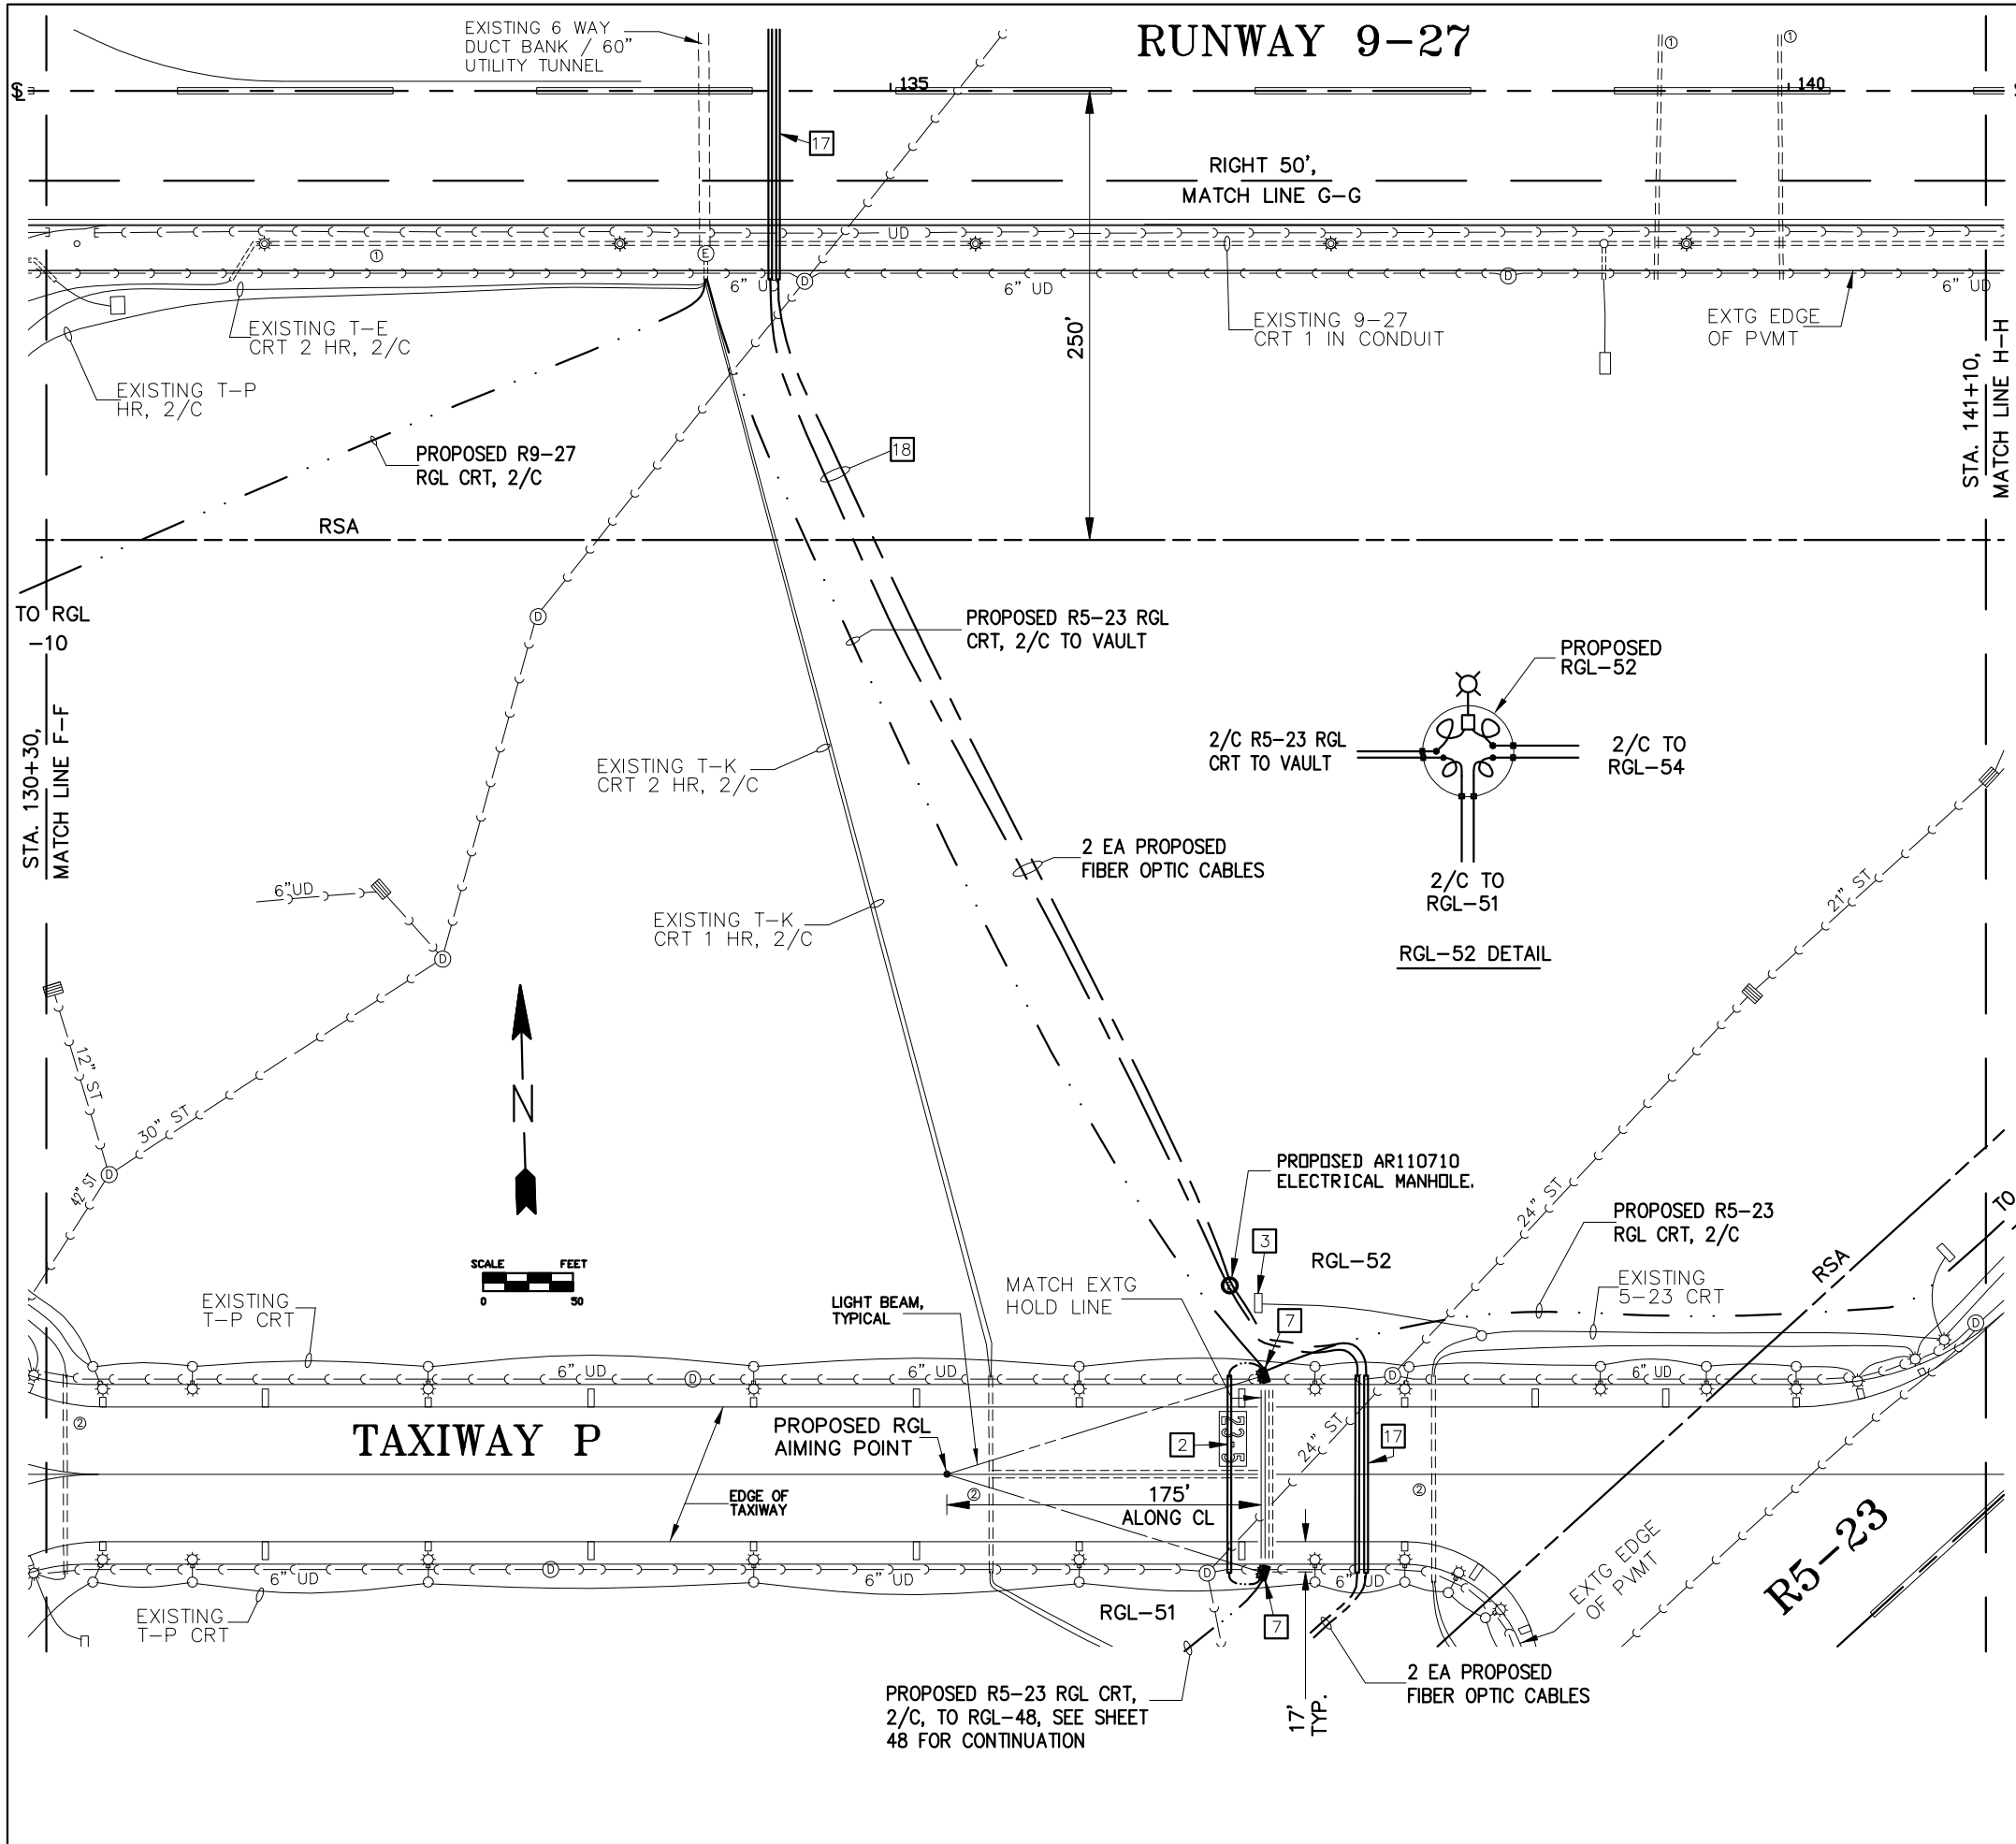 EXISTING 6 WAY
DUCT BANK / 60"
UTILITY TUNNEL
RUNWAY 9-27
①
①
135
140
17
RIGHT 50',
MATCH LINE G-G
E
UD
①
E
D
D
6" UD
6" UD
6" UD
EXISTING T-E
CRT 2 HR, 2/C
EXISTING 9-27
CRT 1 IN CONDUIT
EXTG EDGE
OF PVMT
250'
EXISTING T-P
HR, 2/C
STA. 141+10,
MATCH LINE H-H
PROPOSED R9-27
RGL CRT, 2/C
18
RSA
TO RGL
-10
D
PROPOSED R5-23 RGL
CRT, 2/C TO VAULT
PROPOSED
RGL-52
STA. 130+30,
MATCH LINE F-F
2/C R5-23 RGL
CRT TO VAULT
2/C TO
RGL-54
EXISTING T-K
CRT 2 HR, 2/C
2 EA PROPOSED
FIBER OPTIC CABLES
2/C TO
RGL-51
6"UD
21" ST
EXISTING T-K
CRT 1 HR, 2/C
RGL-52 DETAIL
D
12" ST
N
30" ST
D
42" ST
PROPOSED AR110710
ELECTRICAL MANHOLE.
24" ST
PROPOSED R5-23
RGL CRT, 2/C
TO
3
RGL-52
RSA
SCALE FEET
0 50
MATCH EXTG
HOLD LINE
EXISTING
5-23 CRT
EXISTING
T-P CRT
LIGHT BEAM,
TYPICAL
7
D
6" UD
D
6" UD
6" UD
D
6" UD
②
TAXIWAY P
PROPOSED RGL
AIMING POINT
2
23-5
24" ST
17
EDGE OF
TAXIWAY
②
175'
ALONG CL
②
R5-23
EXTG EDGE
OF PVMT
6" UD
D
6" UD
D
6" UD
EXISTING
T-P CRT
RGL-51
7
17'
TYP.
2 EA PROPOSED
FIBER OPTIC CABLES
PROPOSED R5-23 RGL CRT,
2/C, TO RGL-48, SEE SHEET
48 FOR CONTINUATION